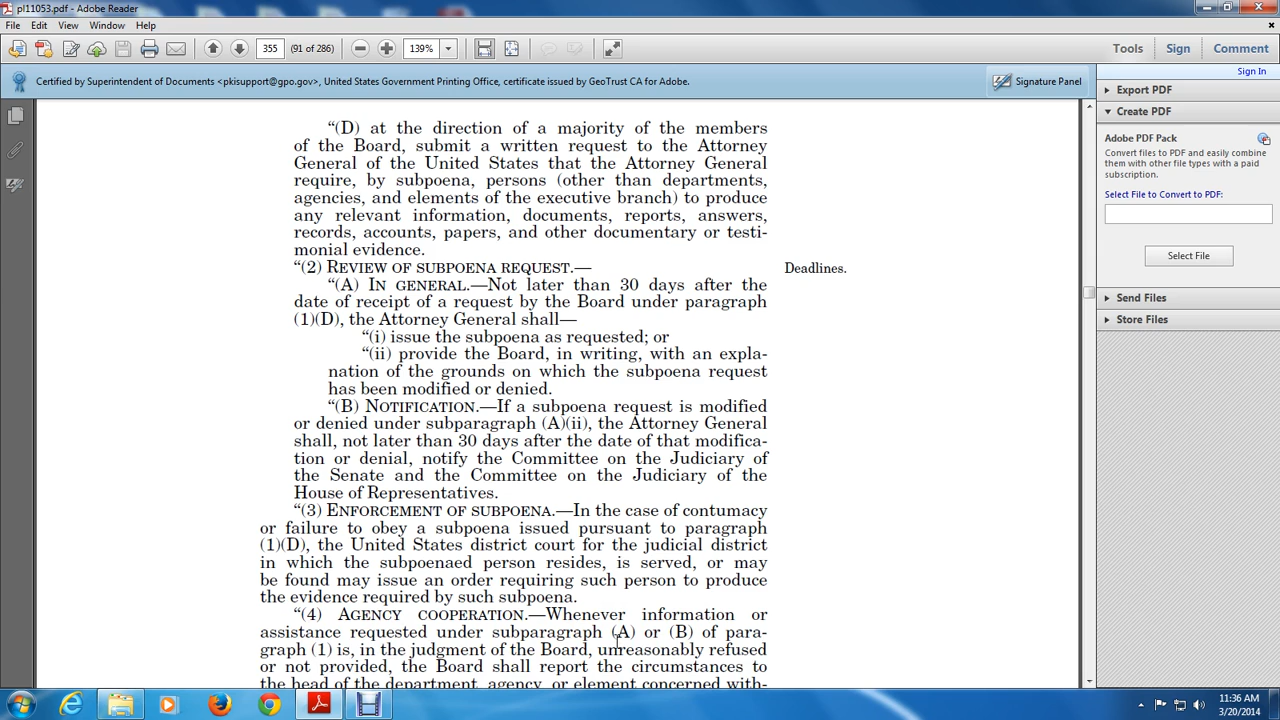 pl11053.pdf - Adobe Reader
File Edit View Window Help
355 (91 of 286) 139% Tools Sign Comment
Certified by Superintendent of Documents <pkisupport@gpo.gov>, United States Government Printing Office, certificate issued by GeoTrust CA for Adobe. Signature Panel
Sign In
Export PDF
Create PDF
Adobe PDF Pack
Convert files to PDF and easily combine
them with other file types with a paid
subscription.
Select File to Convert to PDF:
Select File
Send Files
Store Files
“(D) at the direction of a majority of the members
of the Board, submit a written request to the Attorney
General of the United States that the Attorney General
require, by subpoena, persons (other than departments,
agencies, and elements of the executive branch) to produce
any relevant information, documents, reports, answers,
records, accounts, papers, and other documentary or testi-
monial evidence.
“(2) REVIEW OF SUBPOENA REQUEST.—
Deadlines.
“(A) IN GENERAL.—Not later than 30 days after the
date of receipt of a request by the Board under paragraph
(1)(D), the Attorney General shall—
“(i) issue the subpoena as requested; or
“(ii) provide the Board, in writing, with an expla-
nation of the grounds on which the subpoena request
has been modified or denied.
“(B) NOTIFICATION.—If a subpoena request is modified
or denied under subparagraph (A)(ii), the Attorney General
shall, not later than 30 days after the date of that modifica-
tion or denial, notify the Committee on the Judiciary of
the Senate and the Committee on the Judiciary of the
House of Representatives.
“(3) ENFORCEMENT OF SUBPOENA.—In the case of contumacy
or failure to obey a subpoena issued pursuant to paragraph
(1)(D), the United States district court for the judicial district
in which the subpoenaed person resides, is served, or may
be found may issue an order requiring such person to produce
the evidence required by such subpoena.
“(4) AGENCY COOPERATION.—Whenever information or
assistance requested under subparagraph (A) or (B) of para-
graph (1) is, in the judgment of the Board, unreasonably refused
or not provided, the Board shall report the circumstances to
the head of the department, agency, or element concerned with-
11:36 AM
3/20/2014